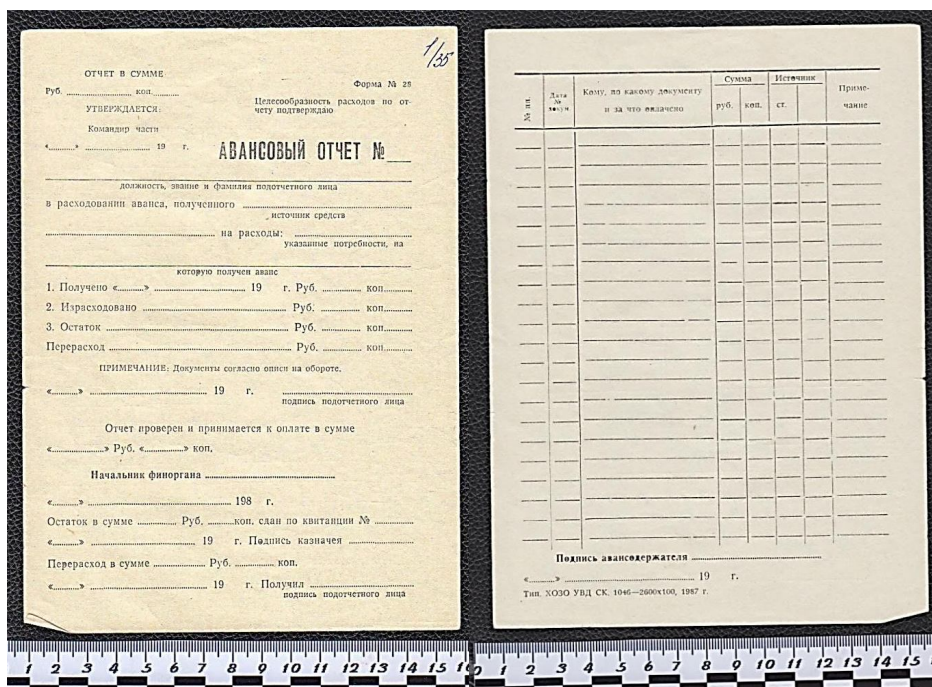 1/35
ОТЧЕТ В СУММЕ
Руб. ............ коп.........
УТВЕРЖДАЕТСЯ:
Командир части
«........» .................... 19 г.
Форма № 28
Целесообразность расходов по от-
чету подтверждаю
АВАНСОВЫЙ ОТЧЕТ №
должность, звание и фамилия подотчетного лица
в расходовании аванса, полученного ....................
источник средств
.................... на расходы: ....................
указанные потребности, на
которую получен аванс
1. Получено «........» .................... 19 г. Руб. .......... коп.......
2. Израсходовано .................... Руб. .......... коп.......
3. Остаток .................... Руб. .......... коп.......
Перерасход .................... Руб. .......... коп.......
ПРИМЕЧАНИЕ: Документы согласно описи на обороте.
«........» .................... 19 г. ....................
подпись подотчетного лица
Отчет проверен и принимается к оплате в сумме
«............» Руб. «............» коп.
Начальник финоргана ....................
«........» .................... 198 г.
Остаток в сумме .......... Руб. ........коп. сдан по квитанции № ..........
«........» .................... 19 г. Подпись казначея ....................
Перерасход в сумме ............ Руб. .......... коп.
«........» .................... 19 г. Получил ....................
подпись подотчетного лица
№ пп.
Дата
№
докум.
Кому, по какому документу
и за что оплачено
Сумма
руб. коп.
Источник
ст.
Приме-
чание
Подпись авансодержателя ....................
«........» .................... 19 г.
Тип. ХОЗО УВД СК. 1046—2600х100, 1987 г.
1 2 3 4 5 6 7 8 9 10 11 12 13 14 15 16
0 1 2 3 4 5 6 7 8 9 10 11 12 13 14 15